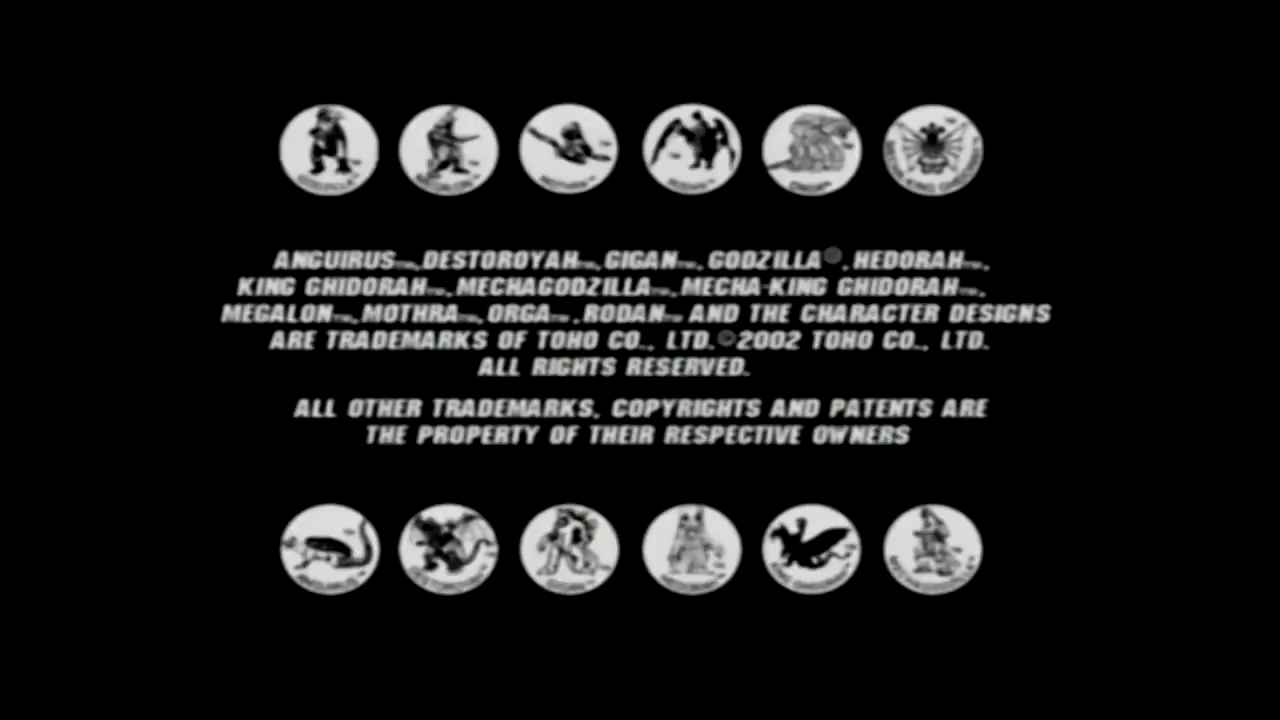 ANGUIRUS™, DESTOROYAH™, GIGAN™, GODZILLA®, HEDORAH™,
KING GHIDORAH™, MECHAGODZILLA™, MECHA-KING GHIDORAH™,
MEGALON™, MOTHRA™, ORGA™, RODAN™ AND THE CHARACTER DESIGNS
ARE TRADEMARKS OF TOHO CO., LTD. ©2002 TOHO CO., LTD.
ALL RIGHTS RESERVED.
ALL OTHER TRADEMARKS, COPYRIGHTS AND PATENTS ARE
THE PROPERTY OF THEIR RESPECTIVE OWNERS